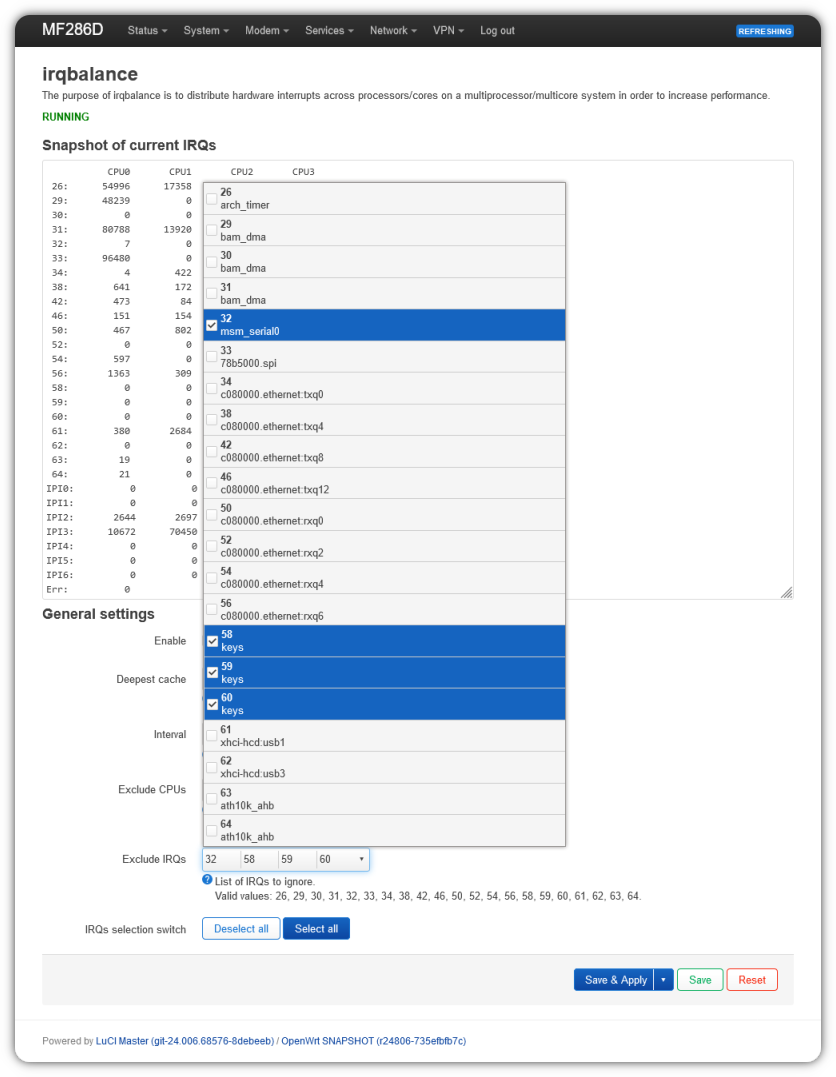 MF286D Status System Modem Services Network VPN Log out REFRESHING
irqbalance
The purpose of irqbalance is to distribute hardware interrupts across processors/cores on a multiprocessor/multicore system in order to increase performance.
RUNNING
Snapshot of current IRQs
CPU0 CPU1 CPU2 CPU3
26: 54996 17358
29: 48239 0
30: 0 0
31: 80788 13920
32: 7 0
33: 96480 0
34: 4 422
38: 641 172
42: 473 84
46: 151 154
50: 467 802
52: 0 0
54: 597 0
56: 1363 309
58: 0 0
59: 0 0
60: 0 0
61: 380 2684
62: 0 0
63: 19 0
64: 21 0
IPI0: 0 0
IPI1: 0 0
IPI2: 2644 2697
IPI3: 10672 70450
IPI4: 0 0
IPI5: 0 0
IPI6: 0 0
Err: 0
26
arch_timer
29
bam_dma
30
bam_dma
31
bam_dma
32
msm_serial0
33
78b5000.spi
34
c080000.ethernet:txq0
38
c080000.ethernet:txq4
42
c080000.ethernet:txq8
46
c080000.ethernet:txq12
50
c080000.ethernet:rxq0
52
c080000.ethernet:rxq2
54
c080000.ethernet:rxq4
56
c080000.ethernet:rxq6
58
keys
59
keys
60
keys
61
xhci-hcd:usb1
62
xhci-hcd:usb3
63
ath10k_ahb
64
ath10k_ahb
General settings
Enable
Deepest cache
Interval
Exclude CPUs
Exclude IRQs 32 58 59 60
List of IRQs to ignore.
Valid values: 26, 29, 30, 31, 32, 33, 34, 38, 42, 46, 50, 52, 54, 56, 58, 59, 60, 61, 62, 63, 64.
IRQs selection switch Deselect all Select all
Save & Apply Save Reset
Powered by LuCI Master (git-24.006.68576-8debeeb) / OpenWrt SNAPSHOT (r24806-735efbfb7c)